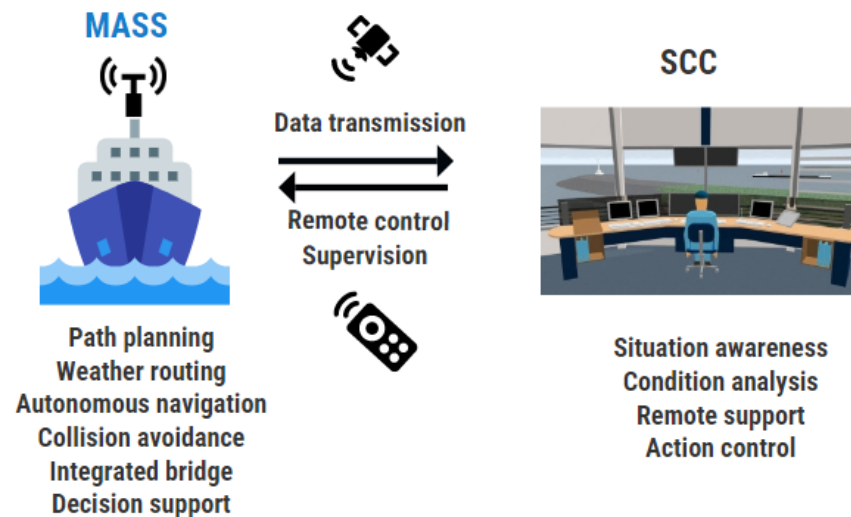 MASS
SCC
Data transmission
Remote control
Supervision
Path planning
Weather routing
Autonomous navigation
Collision avoidance
Integrated bridge
Decision support
Situation awareness
Condition analysis
Remote support
Action control